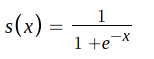 s(x) = 1 / (1 + e^{-x})